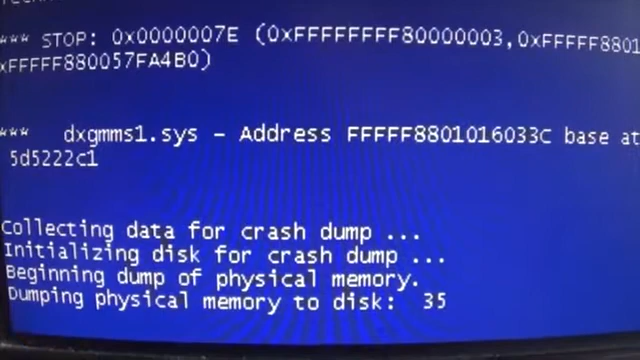 *** STOP: 0x0000007E (0xFFFFFFFF80000003,0xFFFFF8801
xFFFFF880057FA4B0)
*** dxgmms1.sys – Address FFFFF8801016033C base at
5d5222c1
Collecting data for crash dump ...
Initializing disk for crash dump ...
Beginning dump of physical memory.
Dumping physical memory to disk: 35